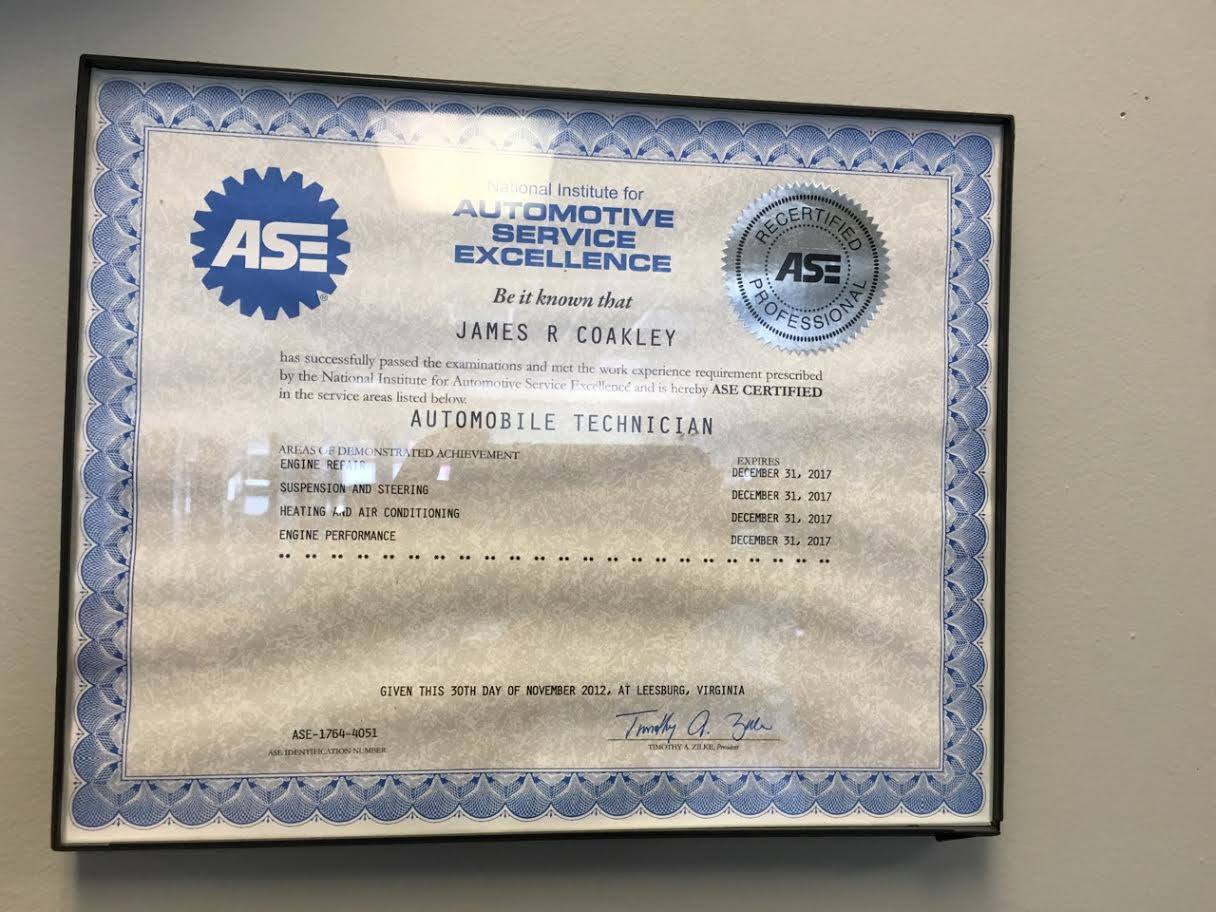 National Institute for
AUTOMOTIVE
SERVICE
EXCELLENCE
ASE
®
RECERTIFIED
ASE
PROFESSIONAL
Be it known that
JAMES R COAKLEY
has successfully passed the examinations and met the work experience requirement prescribed
by the National Institute for Automotive Service Excellence and is hereby ASE CERTIFIED
in the service areas listed below.
AUTOMOBILE TECHNICIAN
AREAS OF DEMONSTRATED ACHIEVEMENT EXPIRES
ENGINE REPAIR DECEMBER 31, 2017
SUSPENSION AND STEERING DECEMBER 31, 2017
HEATING AND AIR CONDITIONING DECEMBER 31, 2017
ENGINE PERFORMANCE DECEMBER 31, 2017
** ** ** ** ** ** ** ** ** ** ** ** ** ** ** ** ** ** ** ** ** **
GIVEN THIS 30TH DAY OF NOVEMBER 2012, AT LEESBURG, VIRGINIA
ASE-1764-4051
ASE IDENTIFICATION NUMBER
Timothy A. Zilke
TIMOTHY A. ZILKE, President